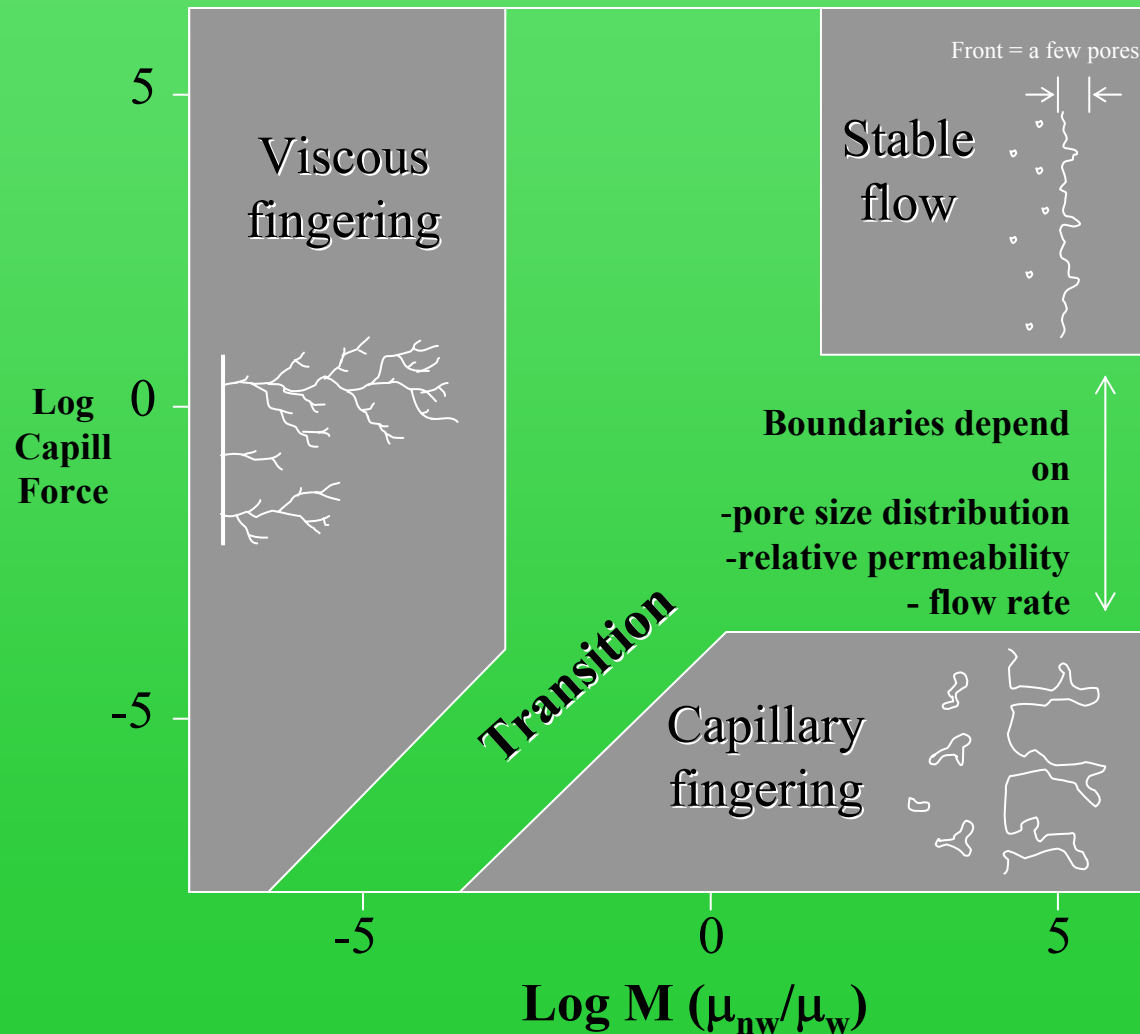 Front = a few pores
5
Viscous
fingering
Stable
flow
Log
Capill
Force
0
Boundaries depend
on
-pore size distribution
-relative permeability
- flow rate
Transition
-5
Capillary
fingering
-5
0
5
Log M (μnw/μw)